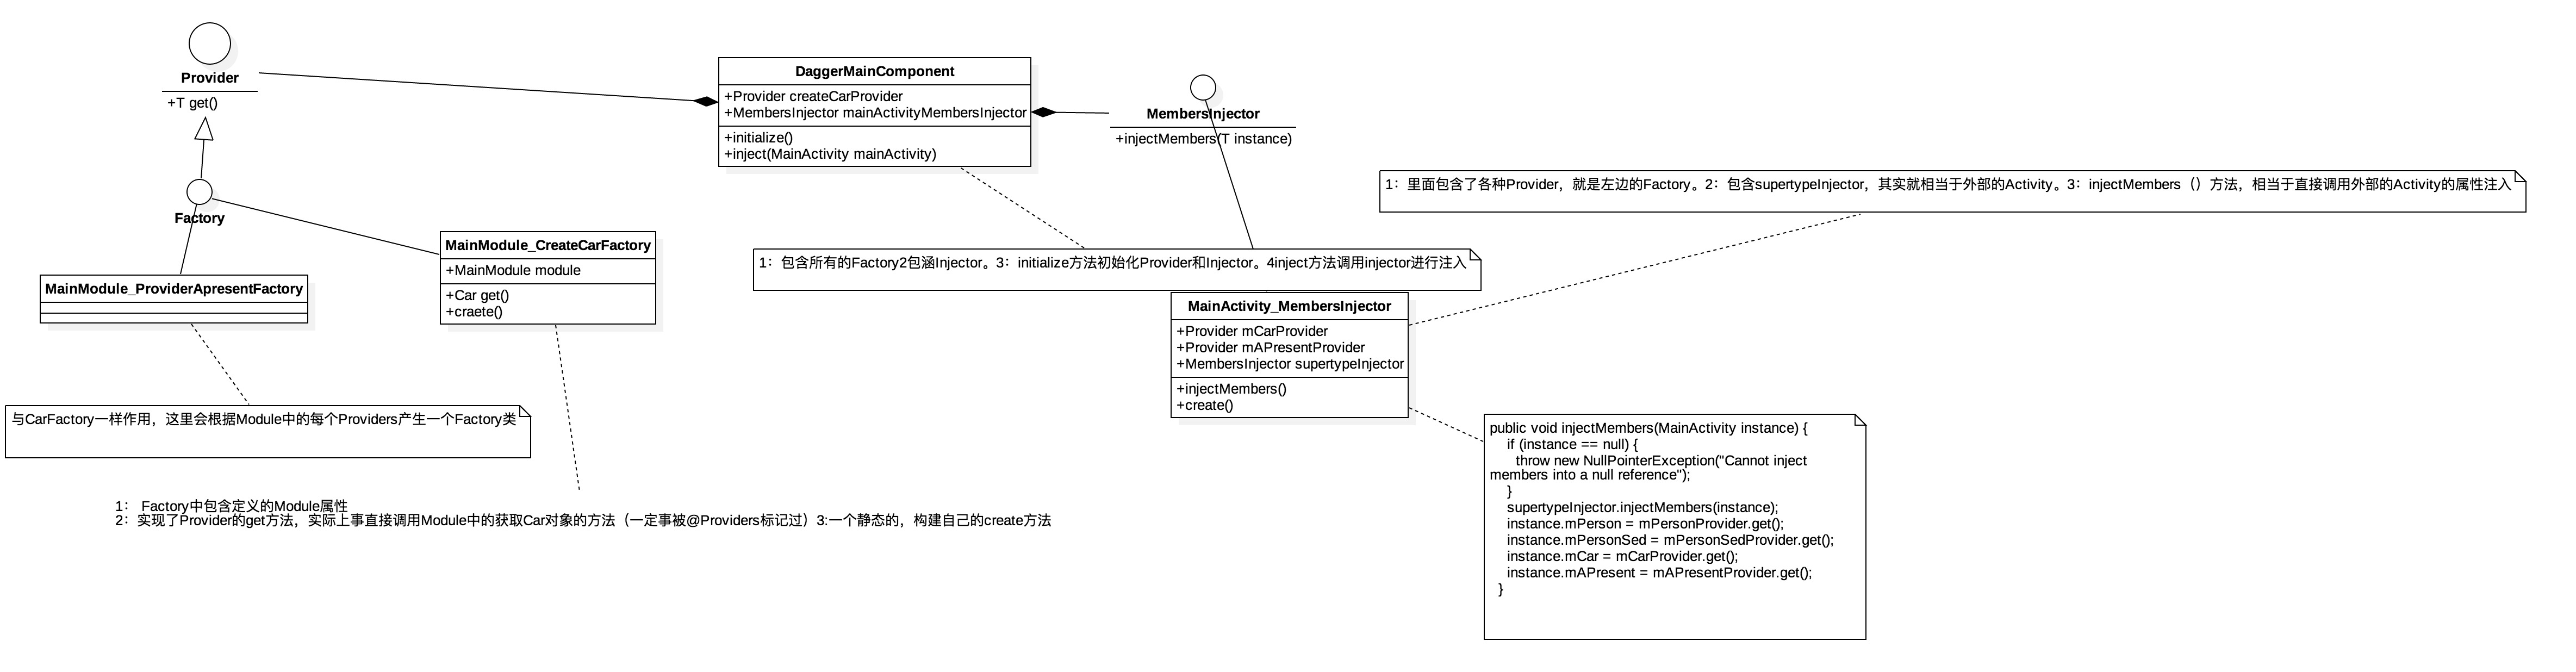 Provider
+T get()
Factory
MainModule_ProviderApresentFactory
MainModule_CreateCarFactory
+MainModule module
+Car get()
+craete()
与CarFactory一样作用，这里会根据Module中的每个Providers产生一个Factory类
1： Factory中包含定义的Module属性
2：实现了Provider的get方法，实际上事直接调用Module中的获取Car对象的方法（一定事被@Providers标记过）3:一个静态的，构建自己的create方法
DaggerMainComponent
+Provider createCarProvider
+MembersInjector mainActivityMembersInjector
+initialize()
+inject(MainActivity mainActivity)
MembersInjector
+injectMembers(T instance)
1：包含所有的Factory2包涵Injector。3：initialize方法初始化Provider和Injector。4inject方法调用injector进行注入
1：里面包含了各种Provider，就是左边的Factory。2：包含supertypeInjector，其实就相当于外部的Activity。3：injectMembers（）方法，相当于直接调用外部的Activity的属性注入
MainActivity_MembersInjector
+Provider mCarProvider
+Provider mAPresentProvider
+MembersInjector supertypeInjector
+injectMembers()
+create()
public void injectMembers(MainActivity instance) {
if (instance == null) {
throw new NullPointerException("Cannot inject
members into a null reference");
}
supertypeInjector.injectMembers(instance);
instance.mPerson = mPersonProvider.get();
instance.mPersonSed = mPersonSedProvider.get();
instance.mCar = mCarProvider.get();
instance.mAPresent = mAPresentProvider.get();
}